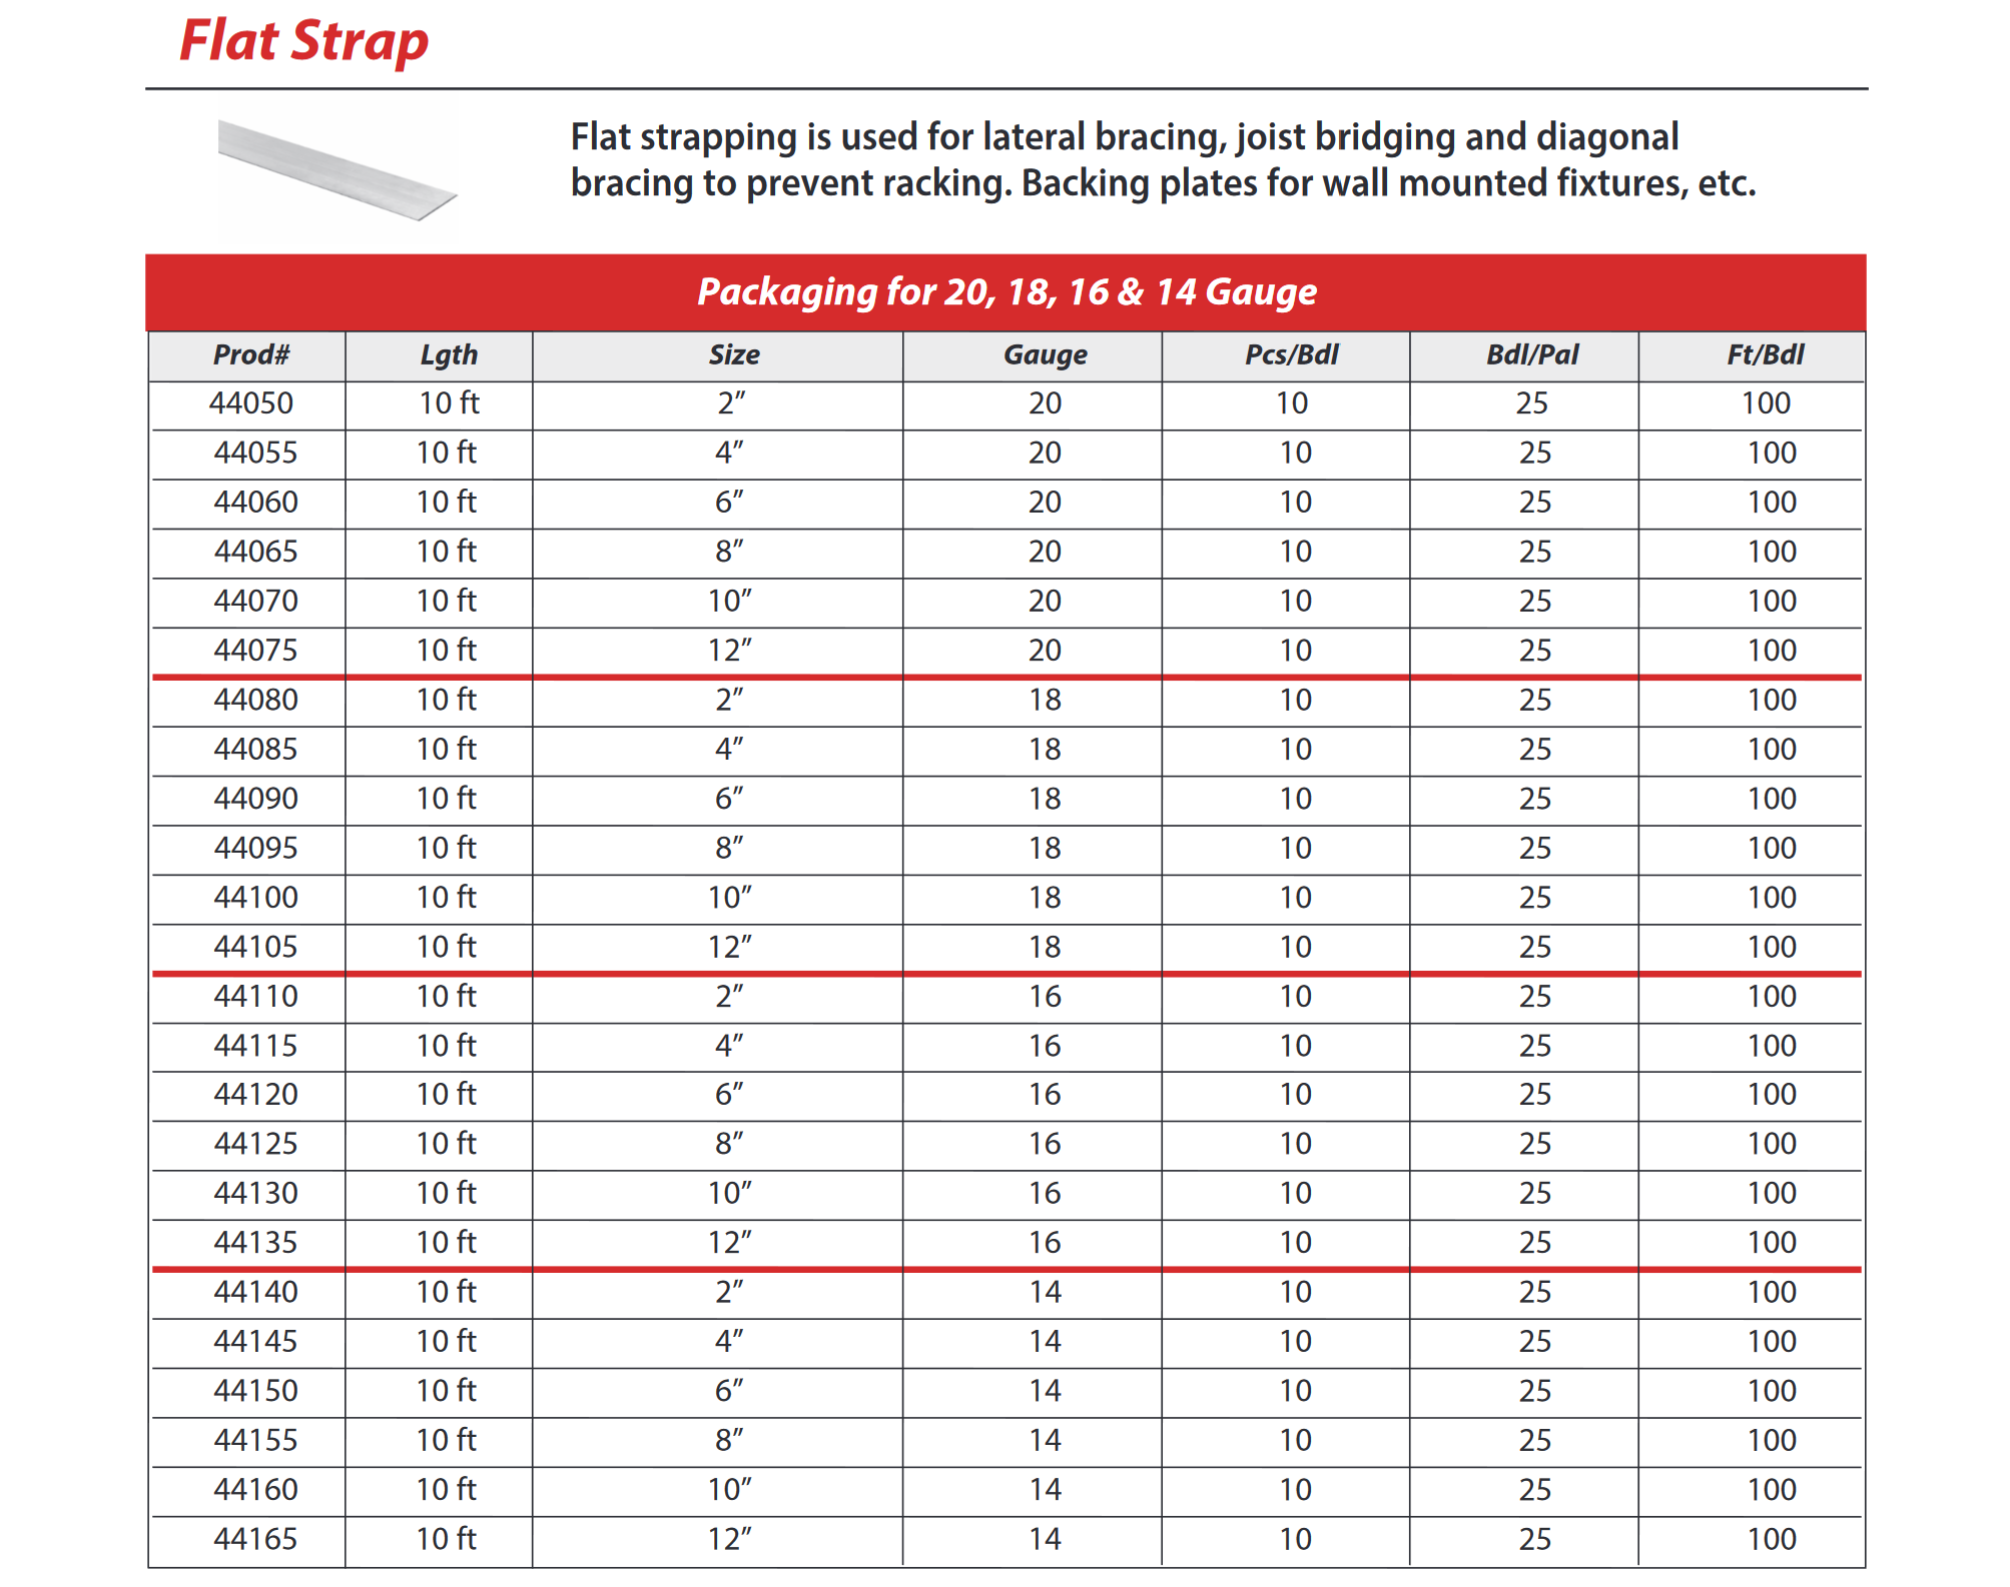 Flat Strap
Flat strapping is used for lateral bracing, joist bridging and diagonal
bracing to prevent racking. Backing plates for wall mounted fixtures, etc.
Packaging for 20, 18, 16 & 14 Gauge
Prod# Lgth Size Gauge Pcs/Bdl Bdl/Pal Ft/Bdl
44050 10 ft 2” 20 10 25 100
44055 10 ft 4” 20 10 25 100
44060 10 ft 6” 20 10 25 100
44065 10 ft 8” 20 10 25 100
44070 10 ft 10” 20 10 25 100
44075 10 ft 12” 20 10 25 100
44080 10 ft 2” 18 10 25 100
44085 10 ft 4” 18 10 25 100
44090 10 ft 6” 18 10 25 100
44095 10 ft 8” 18 10 25 100
44100 10 ft 10” 18 10 25 100
44105 10 ft 12” 18 10 25 100
44110 10 ft 2” 16 10 25 100
44115 10 ft 4” 16 10 25 100
44120 10 ft 6” 16 10 25 100
44125 10 ft 8” 16 10 25 100
44130 10 ft 10” 16 10 25 100
44135 10 ft 12” 16 10 25 100
44140 10 ft 2” 14 10 25 100
44145 10 ft 4” 14 10 25 100
44150 10 ft 6” 14 10 25 100
44155 10 ft 8” 14 10 25 100
44160 10 ft 10” 14 10 25 100
44165 10 ft 12” 14 10 25 100